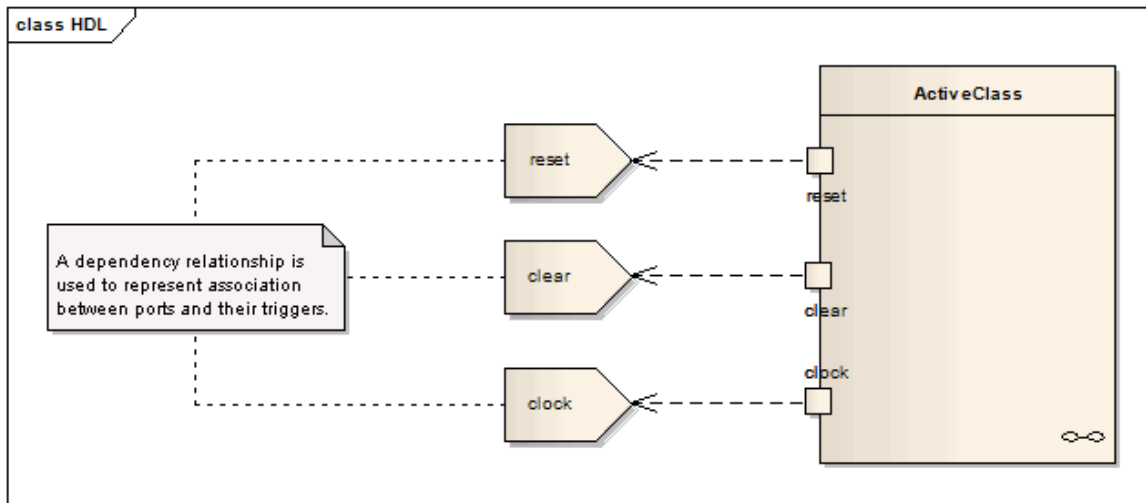 class HDL
ActiveClass
reset
reset
A dependency relationship is
used to represent association
between ports and their triggers.
clear
clear
clock
clock